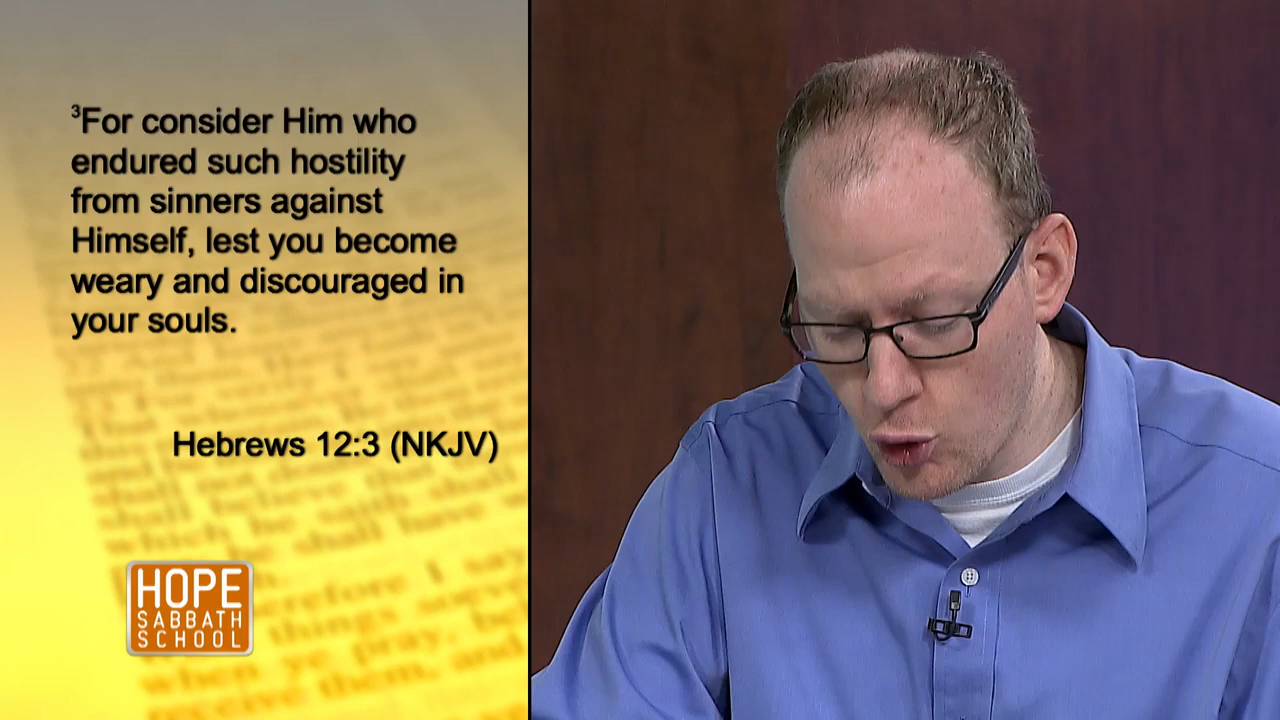 ³For consider Him who
endured such hostility
from sinners against
Himself, lest you become
weary and discouraged in
your souls.
Hebrews 12:3 (NKJV)
HOPE
SABBATH
SCHOOL